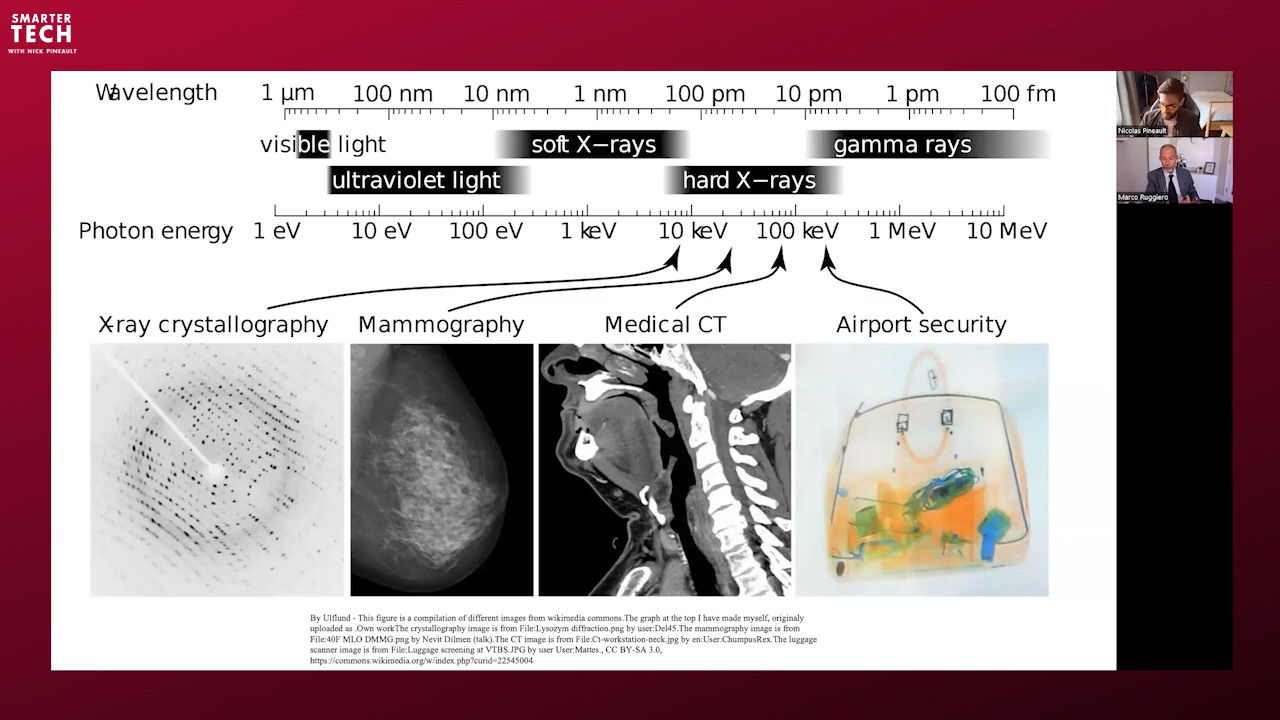 SMARTER
TECH
WITH NICK PINEAULT
Wavelength 1 µm 100 nm 10 nm 1 nm 100 pm 10 pm 1 pm 100 fm
visible light soft X−rays gamma rays
ultraviolet light hard X−rays
Photon energy 1 eV 10 eV 100 eV 1 keV 10 keV 100 keV 1 MeV 10 MeV
X-ray crystallography Mammography Medical CT Airport security
Nicolas Pineault
Marco Ruggiero
By Ulflund - This figure is a compilation of different images from wikimedia commons.The graph at the top I have made myself, originaly
uploaded as .Own workThe crystallography image is from File:Lysozym diffraction.png by user:Del45.The mammography image is from
File:40F MLO DMMG.png by Nevit Dilmen (talk).The CT image is from File:Ct-workstation-neck.jpg by en:User:ChumpusRex.The luggage
scanner image is from File:Luggage screening at VTBS.JPG by user User:Mattes., CC BY-SA 3.0,
https://commons.wikimedia.org/w/index.php?curid=22545004